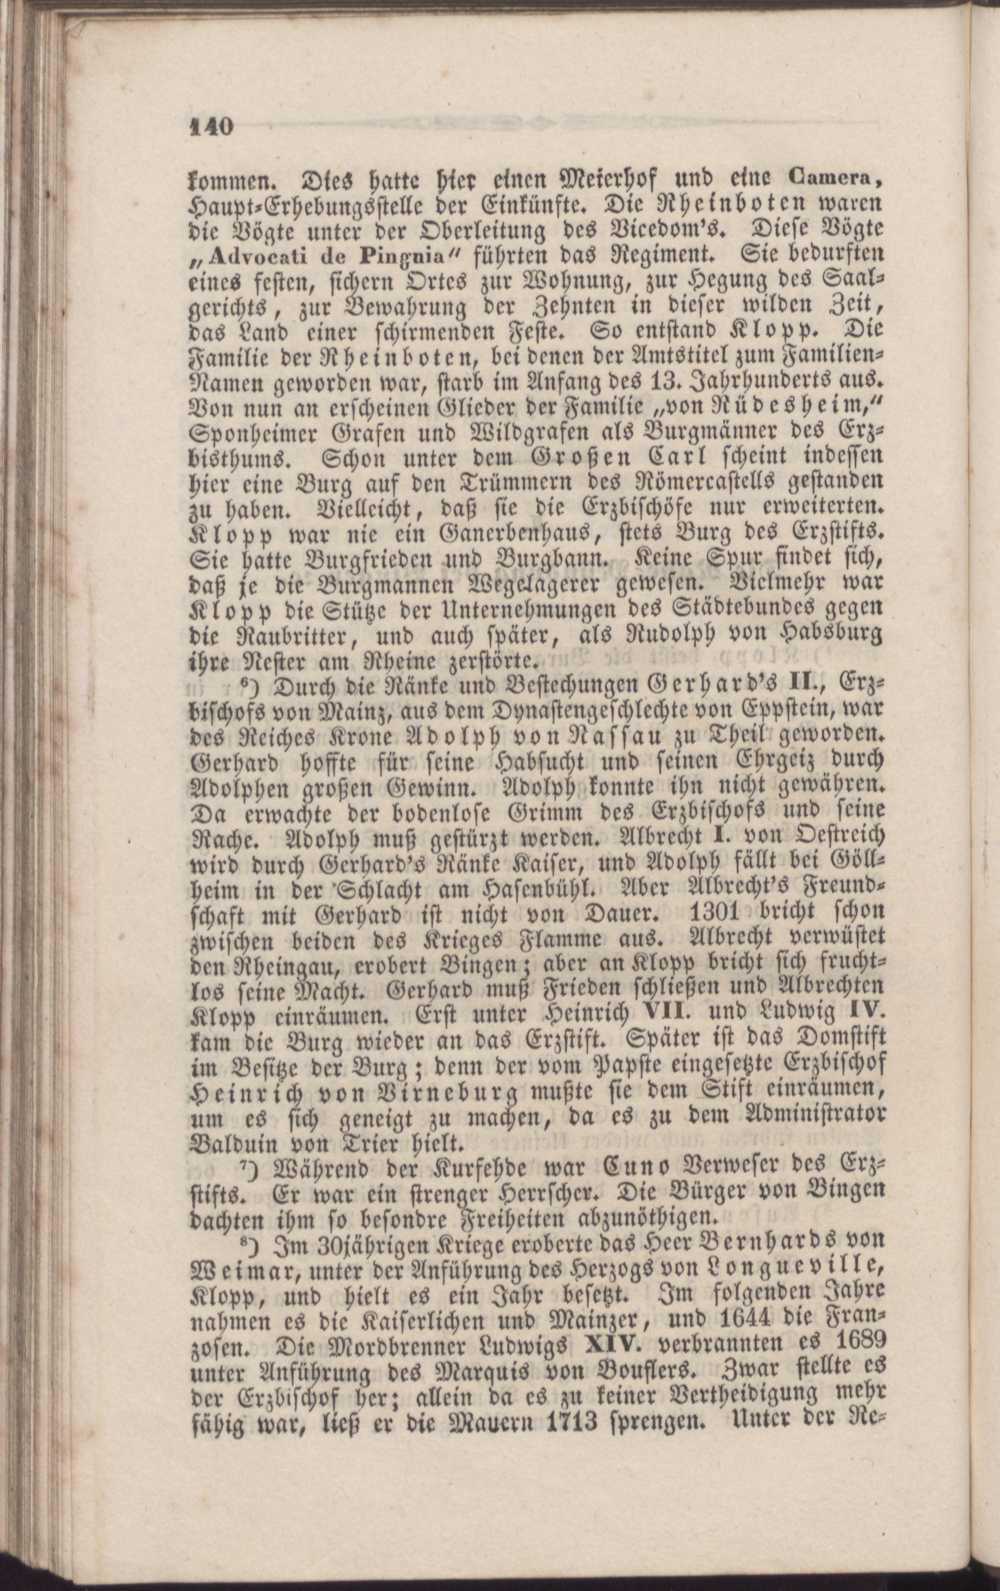 140
kommen. Dies hatte hier einen Meierhof und eine Camera,
Haupt-Erhebungsstelle der Einkünfte. Die Rheinboten waren
die Vögte unter der Oberleitung des Vicedom's. Diese Vögte
„Advocati de Pingnia“ führten das Regiment. Sie bedurften
eines festen, sichern Ortes zur Wohnung, zur Hegung des Saal-
gerichts, zur Bewahrung der Zehnten in dieser wilden Zeit,
das Land einer schirmenden Feste. So entstand Klopp. Die
Familie der Rheinboten, bei denen der Amtstitel zum Familien-
Namen geworden war, starb im Anfang des 13. Jahrhunderts aus.
Von nun an erscheinen Glieder der Familie „von Rüdesheim,“
Sponheimer Grafen und Wildgrafen als Burgmänner des Erz-
bisthums. Schon unter dem Großen Carl scheint indessen
hier eine Burg auf den Trümmern des Römercastells gestanden
zu haben. Vielleicht, daß sie die Erzbischöfe nur erweiterten.
Klopp war nie ein Ganerbenhaus, stets Burg des Erzstifts.
Sie hatte Burgfrieden und Burgbann. Keine Spur findet sich,
daß je die Burgmannen Wegelagerer gewesen. Vielmehr war
Klopp die Stütze der Unternehmungen des Städtebundes gegen
die Raubritter, und auch später, als Rudolph von Habsburg
ihre Nester am Rheine zerstörte.
⁶) Durch die Ränke und Bestechungen Gerhard's II., Erz-
bischofs von Mainz, aus dem Dynastengeschlechte von Eppstein, war
des Reiches Krone Adolph von Nassau zu Theil geworden.
Gerhard hoffte für seine Habsucht und seinen Ehrgeiz durch
Adolphen großen Gewinn. Adolph konnte ihn nicht gewähren.
Da erwachte der bodenlose Grimm des Erzbischofs und seine
Rache. Adolph muß gestürzt werden. Albrecht I. von Oestreich
wird durch Gerhard's Ränke Kaiser, und Adolph fällt bei Göll-
heim in der Schlacht am Hasenbühl. Aber Albrecht's Freund-
schaft mit Gerhard ist nicht von Dauer. 1301 bricht schon
zwischen beiden des Krieges Flamme aus. Albrecht verwüstet
den Rheingau, erobert Bingen; aber an Klopp bricht sich frucht-
los seine Macht. Gerhard muß Frieden schließen und Albrechten
Klopp einräumen. Erst unter Heinrich VII. und Ludwig IV.
kam die Burg wieder an das Erzstift. Später ist das Domstift
im Besitze der Burg; denn der vom Papste eingesetzte Erzbischof
Heinrich von Virneburg mußte sie dem Stift einräumen,
um es sich geneigt zu machen, da es zu dem Administrator
Balduin von Trier hielt.
⁷) Während der Kurfehde war Cuno Verweser des Erz-
stifts. Er war ein strenger Herrscher. Die Bürger von Bingen
dachten ihm so besondre Freiheiten abzunöthigen.
⁸) Im 30jährigen Kriege eroberte das Heer Bernhards von
Weimar, unter der Anführung des Herzogs von Longueville,
Klopp, und hielt es ein Jahr besetzt. Im folgenden Jahre
nahmen es die Kaiserlichen und Mainzer, und 1644 die Fran-
zosen. Die Mordbrenner Ludwigs XIV. verbrannten es 1689
unter Anführung des Marquis von Bouflers. Zwar stellte es
der Erzbischof her; allein da es zu keiner Vertheidigung mehr
fähig war, ließ er die Mauern 1713 sprengen. Unter der Re-